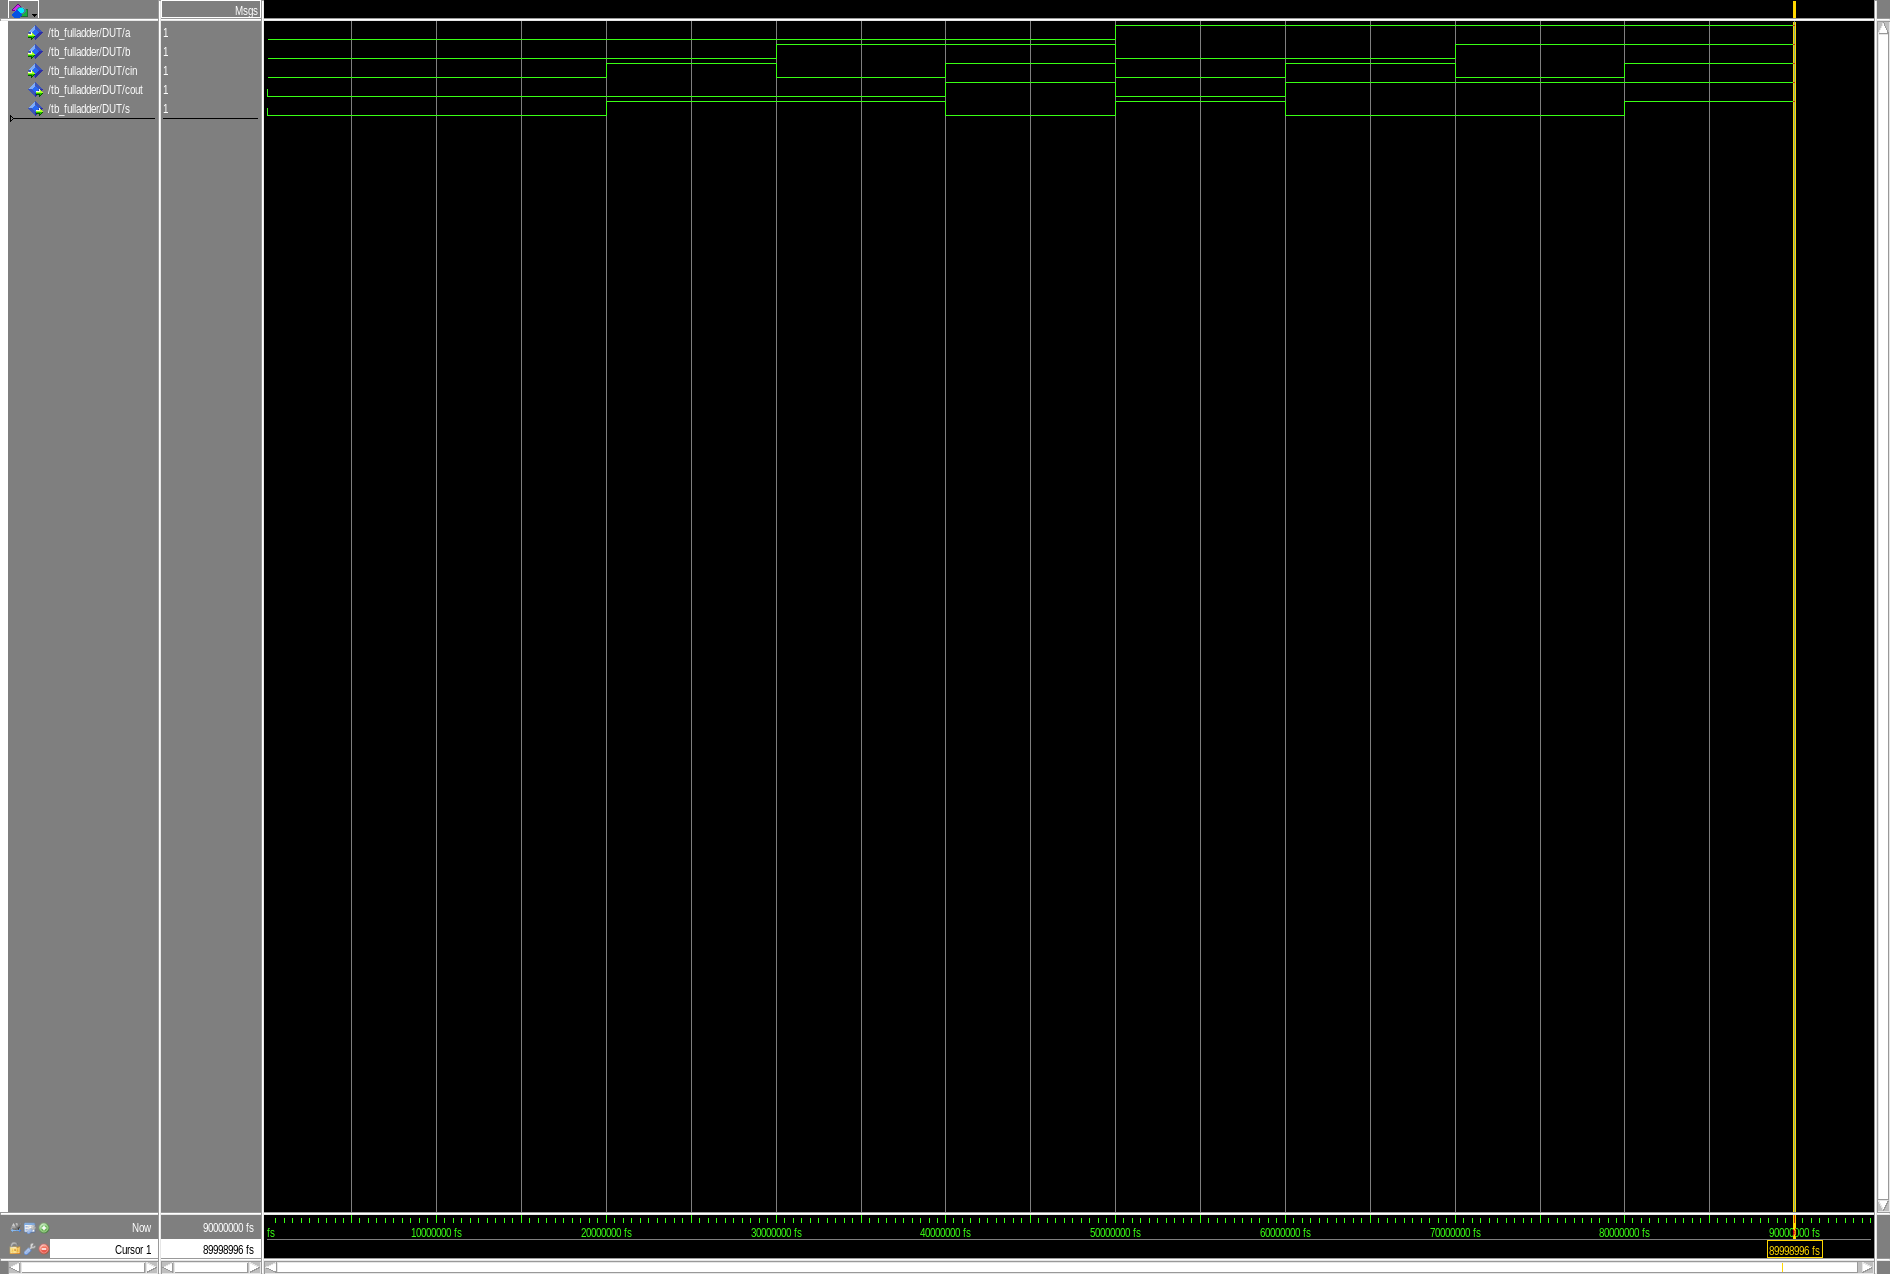 Msgs
/tb_fulladder/DUT/a 1
/tb_fulladder/DUT/b 1
/tb_fulladder/DUT/cin 1
/tb_fulladder/DUT/cout 1
/tb_fulladder/DUT/s 1
Now 90000000 fs fs 10000000 fs 20000000 fs 30000000 fs 40000000 fs 50000000 fs 60000000 fs 70000000 fs 80000000 fs 90000000 fs
Cursor 1 89998996 fs 89998996 fs